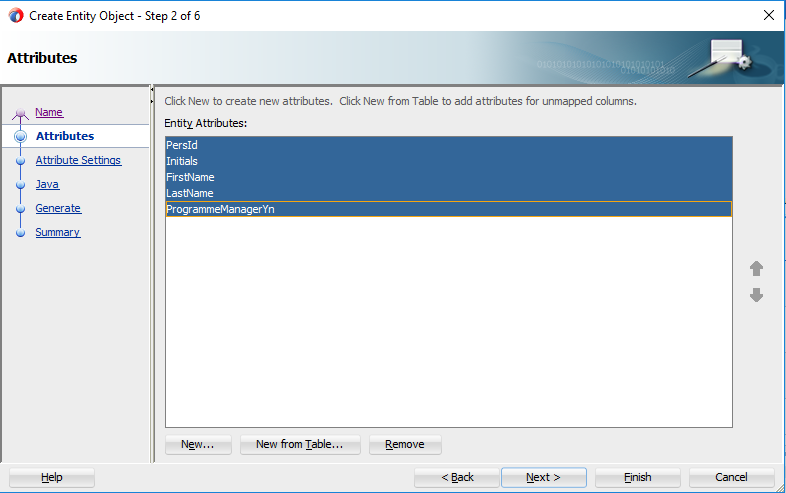 Create Entity Object - Step 2 of 6
Attributes
Name
Attributes
Attribute Settings
Java
Generate
Summary
Click New to create new attributes. Click New from Table to add attributes for unmapped columns.
Entity Attributes:
PersId
Initials
FirstName
LastName
ProgrammeManagerYn
New...
New from Table...
Remove
Help
< Back
Next >
Finish
Cancel